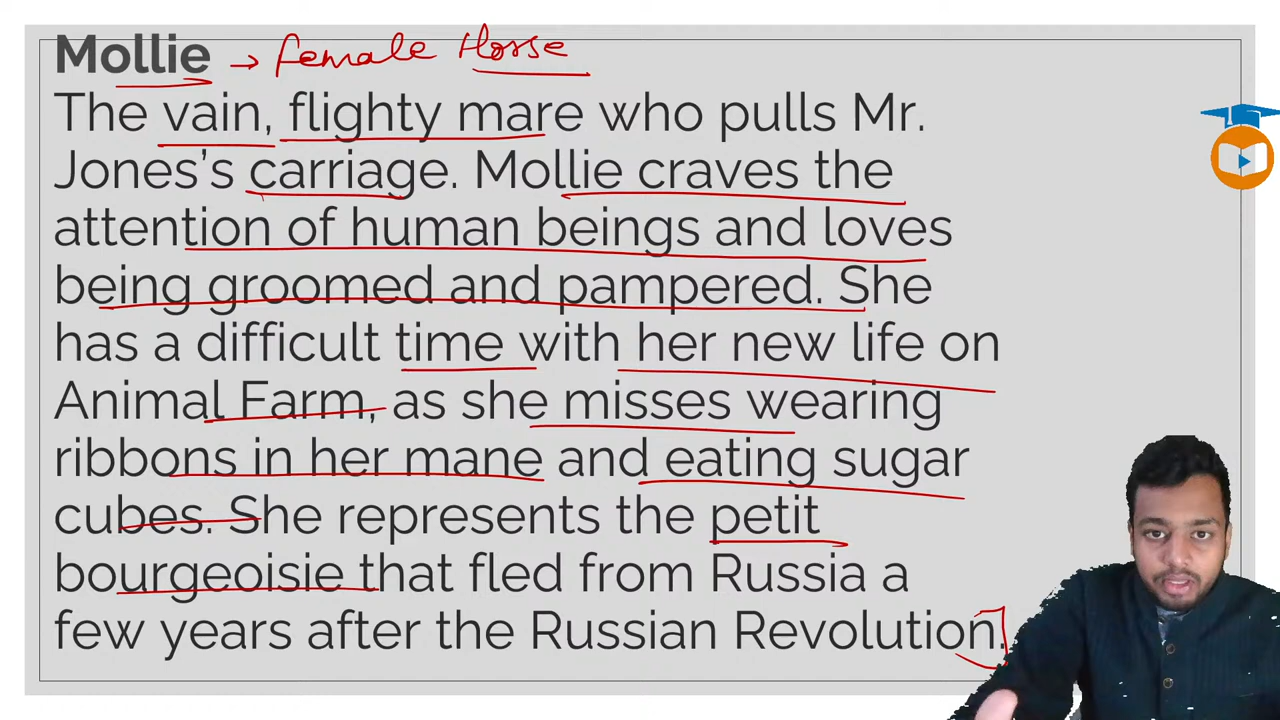 Mollie → Female Horse
The vain, flighty mare who pulls Mr.
Jones’s carriage. Mollie craves the
attention of human beings and loves
being groomed and pampered. She
has a difficult time with her new life on
Animal Farm, as she misses wearing
ribbons in her mane and eating sugar
cubes. She represents the petit
bourgeoisie that fled from Russia a
few years after the Russian Revolution.